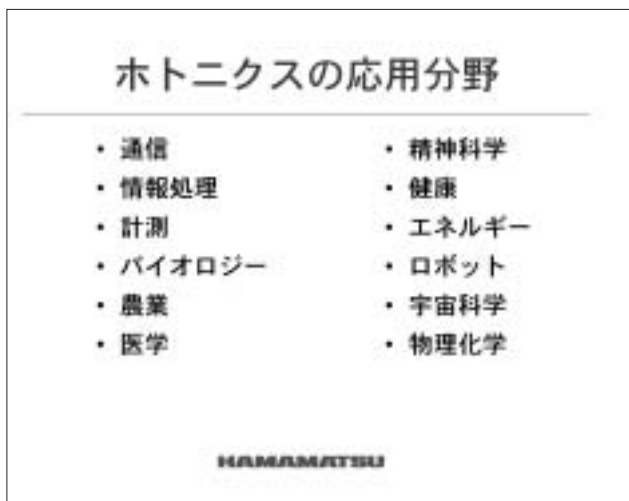 ホトニクスの応用分野
・ 通信
・ 情報処理
・ 計測
・ バイオロジー
・ 農業
・ 医学
・ 精神科学
・ 健康
・ エネルギー
・ ロボット
・ 宇宙科学
・ 物理化学
HAMAMATSU